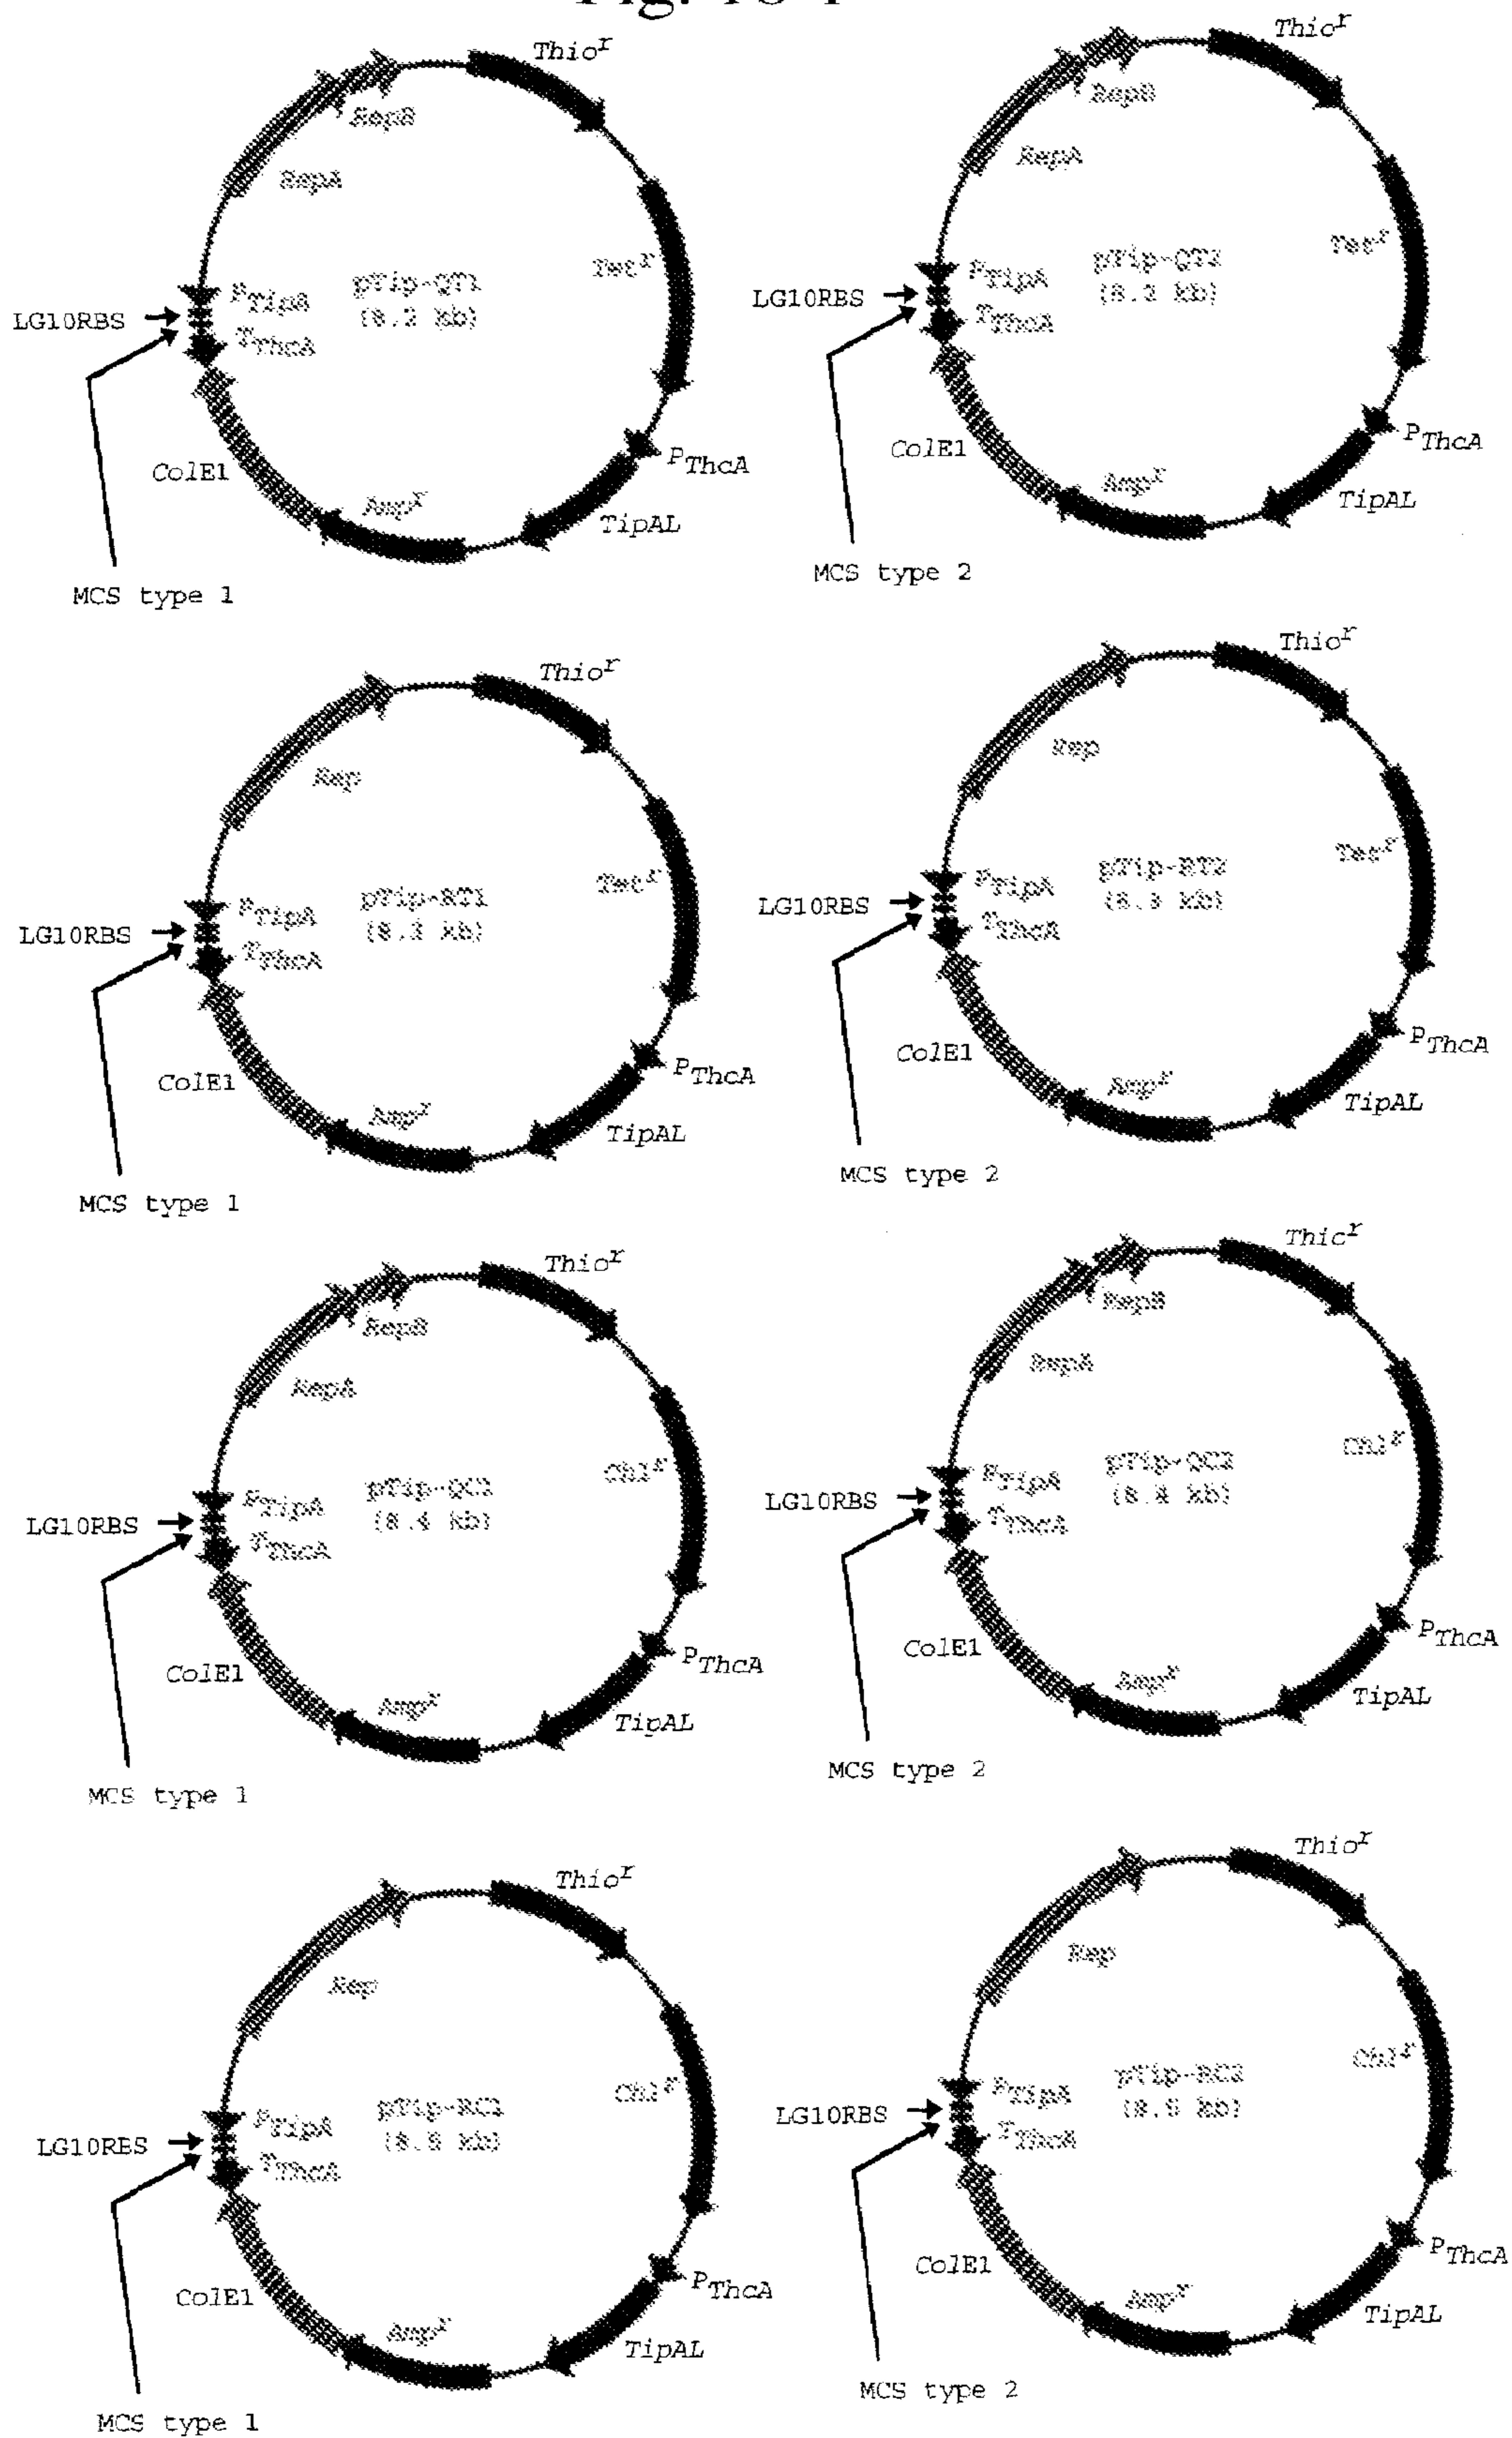 Thio^r
RepB
RepA
Tet^r
pTip-QT1
(8.2 kb)
P_TipA
LG10RBS
T_ThcA
ColE1
P_ThcA
Amp^r
TipAL
MCS type 1
Thio^r
RepB
RepA
Tet^r
pTip-QT2
(8.2 kb)
P_TipA
LG10RBS
T_ThcA
ColE1
P_ThcA
Amp^r
TipAL
MCS type 2
Thio^r
Rep
Tet^r
pTip-RT1
P_TipA
LG10RBS
T_ThcA
ColE1
P_ThcA
Amp^r
TipAL
MCS type 1
Thio^r
Rep
Tet^r
pTip-RT2
P_TipA
LG10RBS
T_ThcA
ColE1
P_ThcA
Amp^r
TipAL
MCS type 2
Thio^r
RepB
RepA
Chl^r
(8.4 kb)
P_TipA
LG10RBS
T_ThcA
ColE1
P_ThcA
Amp^r
TipAL
MCS type 1
Thio^r
RepB
RepA
Chl^r
pTip-QC2
(8.4 kb)
P_TipA
LG10RBS
T_ThcA
ColE1
P_ThcA
Amp^r
TipAL
MCS type 2
Thio^r
Rep
Chl^r
pTip-RC1
(8.5 kb)
P_TipA
LG10RBS
T_ThcA
ColE1
P_ThcA
Amp^r
TipAL
MCS type 1
Thio^r
Rep
Chl^r
pTip-RC2
(8.5 kb)
P_TipA
LG10RBS
T_ThcA
ColE1
P_ThcA
Amp^r
TipAL
MCS type 2